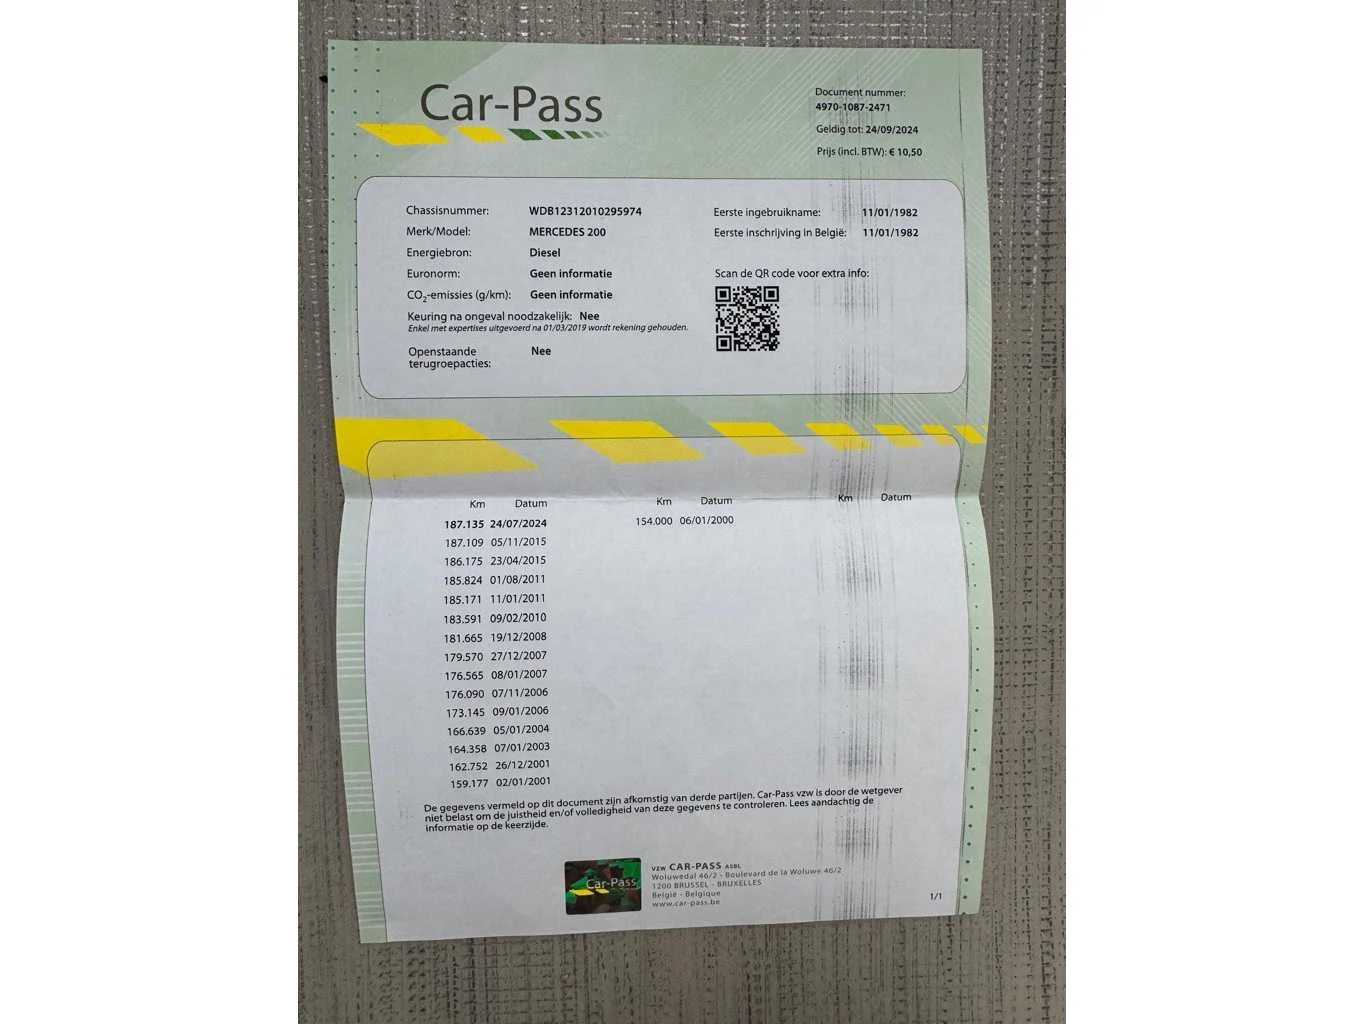 Car-Pass
Document nummer:
4970-1087-2471
Geldig tot: 24/09/2024
Prijs (incl. BTW): € 10,50
Chassisnummer: WDB12312010295974
Merk/Model: MERCEDES 200
Energiebron: Diesel
Euronorm: Geen informatie
CO2-emissies (g/km): Geen informatie
Keuring na ongeval noodzakelijk: Nee
Enkel met expertises uitgevoerd na 01/03/2019 wordt rekening gehouden.
Openstaande terugroepacties: Nee
Eerste ingebruikname: 11/01/1982
Eerste inschrijving in België: 11/01/1982
Scan de QR code voor extra info:
Km Datum
187.135 24/07/2024
187.109 05/11/2015
186.175 23/04/2015
185.824 01/08/2011
185.171 11/01/2011
183.591 09/02/2010
181.665 19/12/2008
179.570 27/12/2007
176.565 08/01/2007
176.090 07/11/2006
173.145 09/01/2006
166.639 05/01/2004
164.358 07/01/2003
162.752 26/12/2001
159.177 02/01/2001
Km Datum
154.000 06/01/2000
Km Datum
De gegevens vermeld op dit document zijn afkomstig van derde partijen. Car-Pass vzw is door de wetgever
niet belast om de juistheid en/of volledigheid van deze gegevens te controleren. Lees aandachtig de
informatie op de keerzijde.
Car-Pass
VZW CAR-PASS ASBL
Woluwedal 46/2 - Boulevard de la Woluwe 46/2
1200 BRUSSEL - BRUXELLES
België - Belgique
www.car-pass.be
1/1